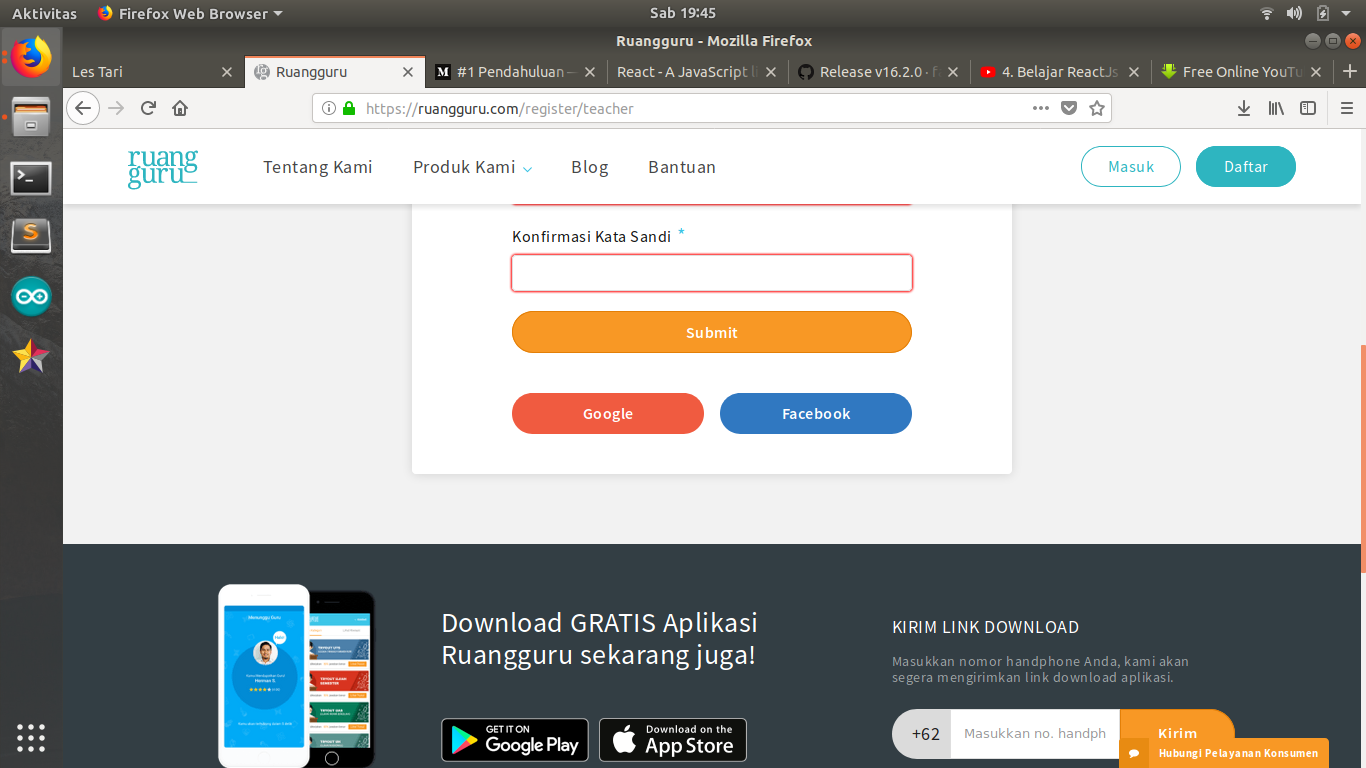 Aktivitas
Firefox Web Browser
Sab 19:45
Ruangguru - Mozilla Firefox
Les Tari
Ruangguru
#1 Pendahuluan
React - A JavaScript
Release v16.2.0 ·
4. Belajar ReactJs
Free Online YouTu
https://ruangguru.com/register/teacher
ruang
guru
Tentang Kami
Produk Kami
Blog
Bantuan
Masuk
Daftar
Konfirmasi Kata Sandi *
Submit
Google
Facebook
Menunggu Guru
Download GRATIS Aplikasi
Ruangguru sekarang juga!
GET IT ON
Google Play
Download on the
App Store
KIRIM LINK DOWNLOAD
Masukkan nomor handphone Anda, kami akan
segera mengirimkan link download aplikasi.
+62
Masukkan no. handph
Kirim
Hubungi Pelayanan Konsumen